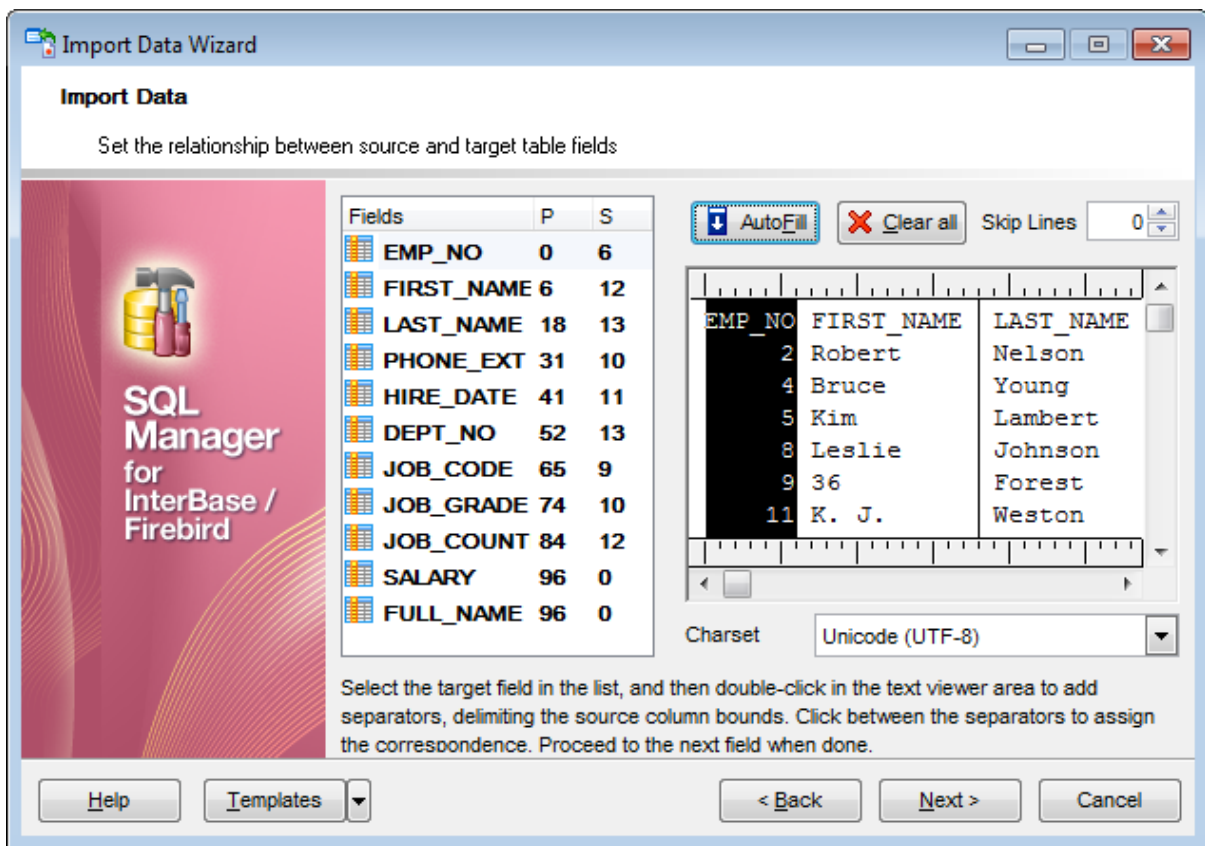 Import Data Wizard
Import Data
Set the relationship between source and target table fields
SQL
Manager
for
InterBase /
Firebird
Fields P S
EMP_NO 0 6
FIRST_NAME 6 12
LAST_NAME 18 13
PHONE_EXT 31 10
HIRE_DATE 41 11
DEPT_NO 52 13
JOB_CODE 65 9
JOB_GRADE 74 10
JOB_COUNT 84 12
SALARY 96 0
FULL_NAME 96 0
AutoFill Clear all Skip Lines 0
EMP_NO FIRST_NAME LAST_NAME
2 Robert Nelson
4 Bruce Young
5 Kim Lambert
8 Leslie Johnson
9 36 Forest
11 K. J. Weston
Charset Unicode (UTF-8)
Select the target field in the list, and then double-click in the text viewer area to add
separators, delimiting the source column bounds. Click between the separators to assign
the correspondence. Proceed to the next field when done.
Help Templates < Back Next > Cancel